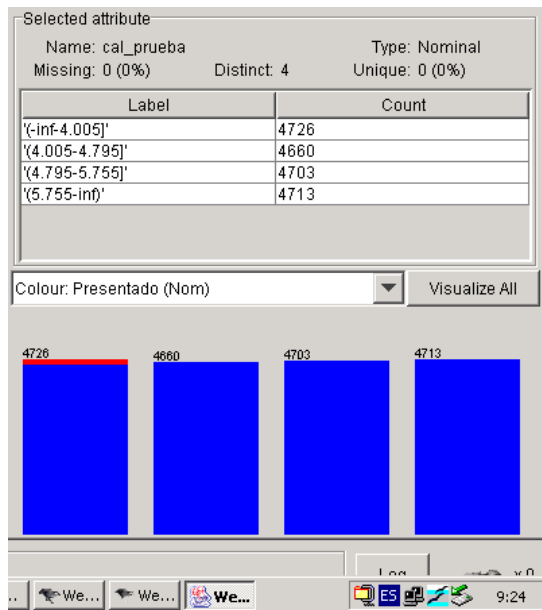 Selected attribute
Name: cal_prueba Type: Nominal
Missing: 0 (0%) Distinct: 4 Unique: 0 (0%)
Label Count
'(-inf-4.005]' 4726
'(4.005-4.795]' 4660
'(4.795-5.755]' 4703
'(5.755-inf)' 4713
Colour: Presentado (Nom) Visualize All
4726 4660 4703 4713
Log x 0
.. We... We... We... ES 9:24